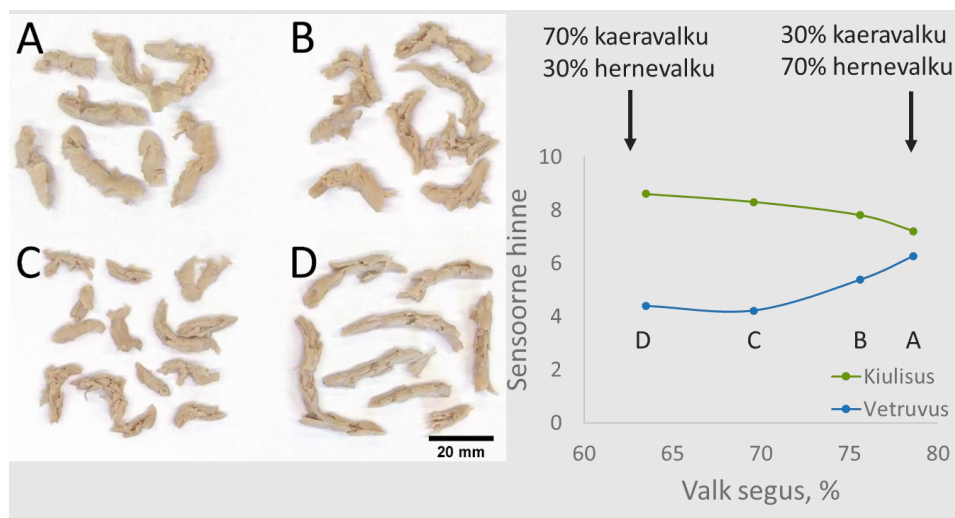 A
B
C
D
20 mm
70% kaeravalku
30% hernevalku
30% kaeravalku
70% hernevalku
Sensoorne hinne
10
8
6
4
2
0
D
C
B
A
Kiulisus
Vetruvus
60
65
70
75
80
Valk segus, %